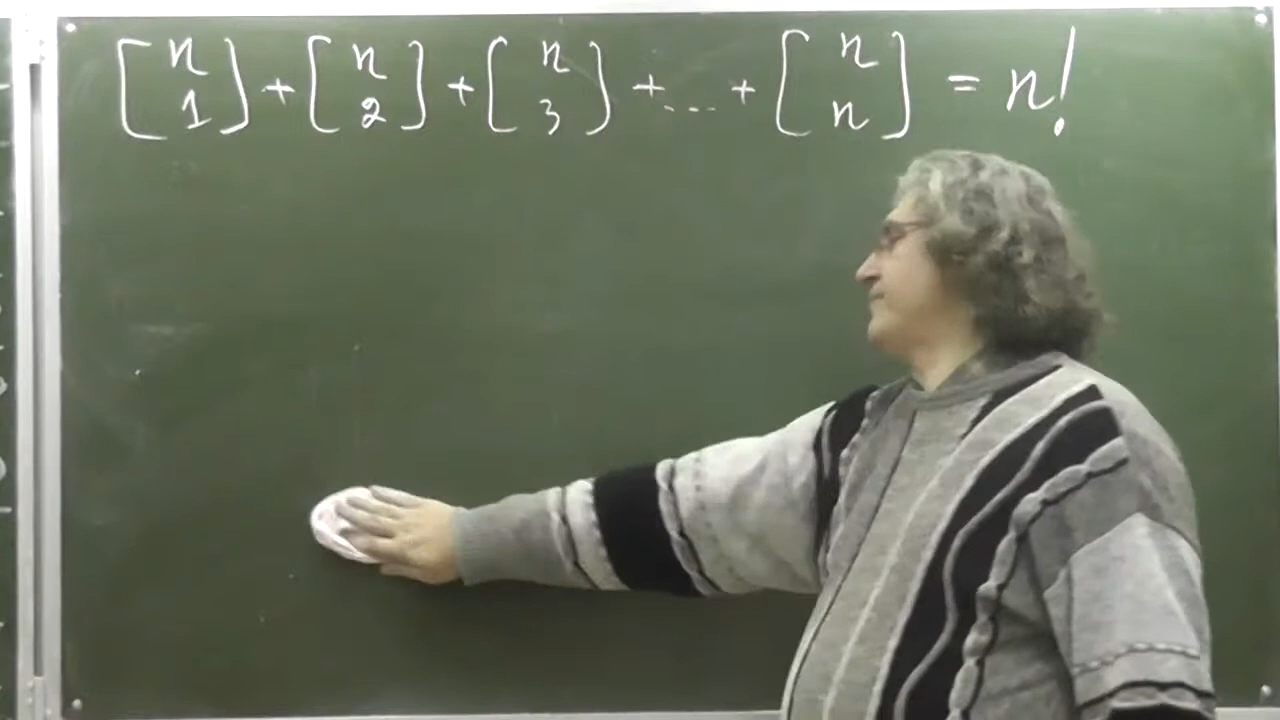 [n 1] + [n 2] + [n 3] + ... + [n n] = n!